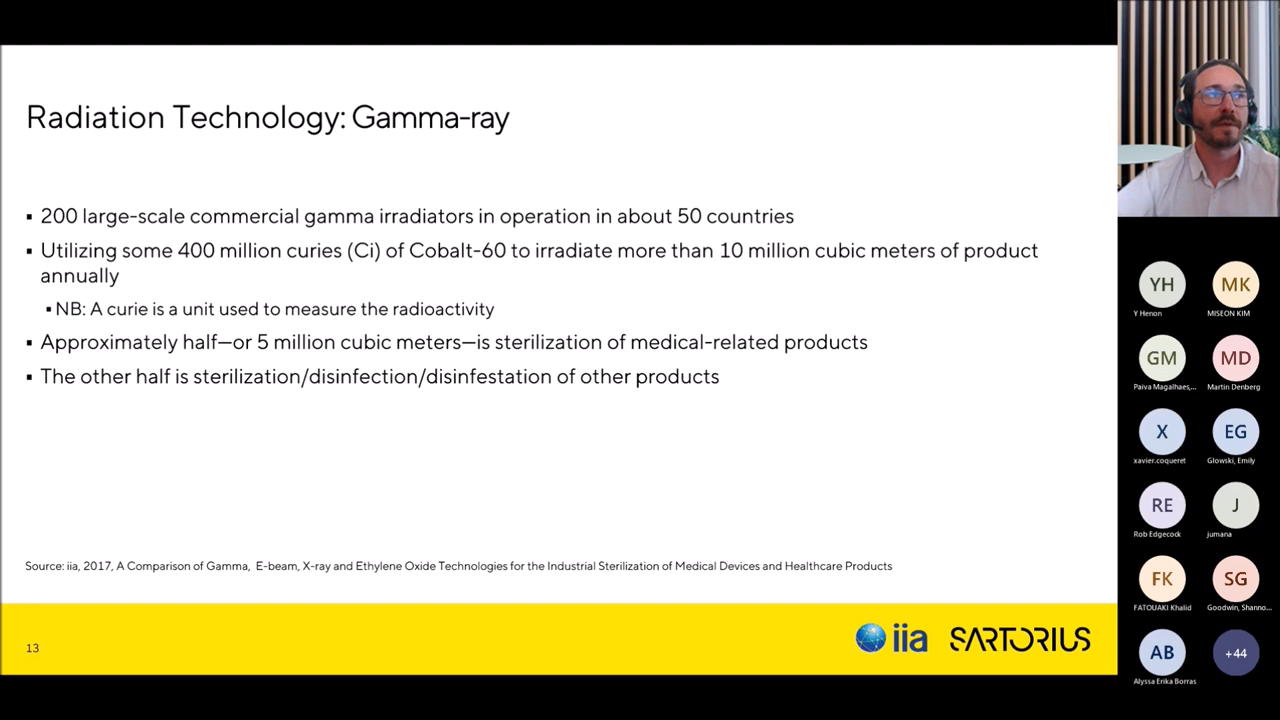 Radiation Technology: Gamma-ray
▪ 200 large-scale commercial gamma irradiators in operation in about 50 countries
▪ Utilizing some 400 million curies (Ci) of Cobalt-60 to irradiate more than 10 million cubic meters of product
annually
▪ NB: A curie is a unit used to measure the radioactivity
▪ Approximately half—or 5 million cubic meters—is sterilization of medical-related products
▪ The other half is sterilization/disinfection/disinfestation of other products
Source: iia, 2017, A Comparison of Gamma, E-beam, X-ray and Ethylene Oxide Technologies for the Industrial Sterilization of Medical Devices and Healthcare Products
13
iia SARTORIUS
YH MK
Y Henon MISEON KIM
GM MD
Paiva Magalhaes,... Martin Denberg
X EG
xavier.coqueret Glowski, Emily
RE J
Rob Edgecock jumana
FK SG
FATOUAKI Khalid Goodwin, Shanno...
AB +44
Alyssa Erika Borras